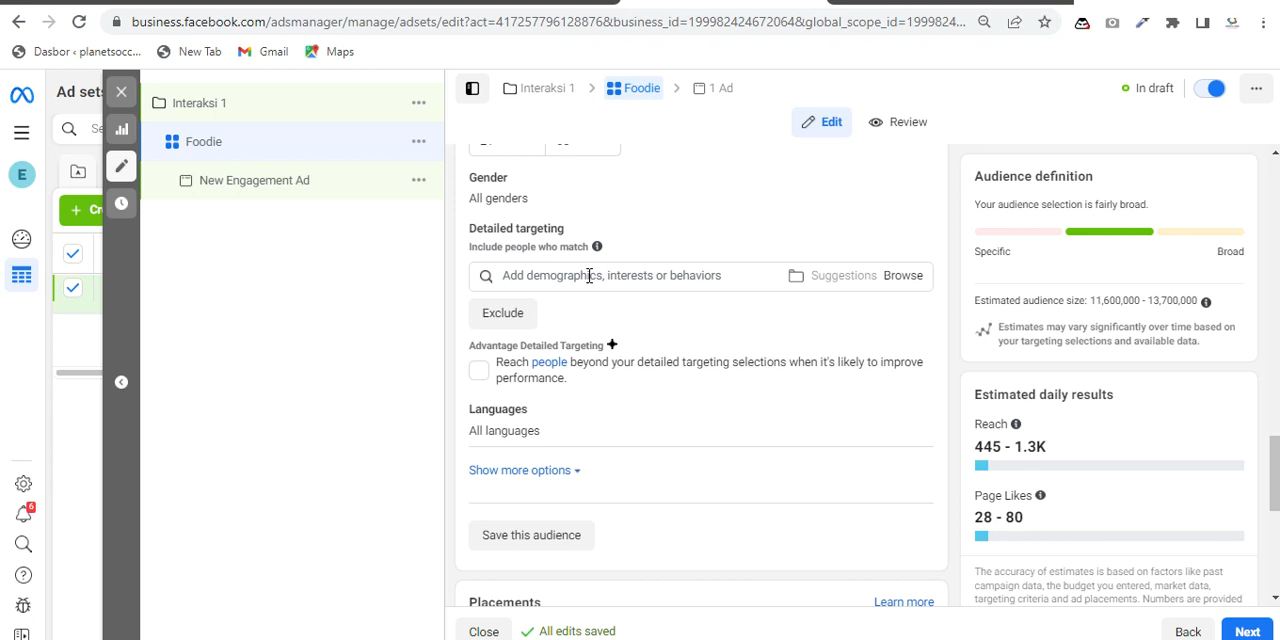 business.facebook.com/adsmanager/manage/adsets/edit?act=417257796128876&business_id=199982424672064&global_scope_id=1999824...
Dasbor ‹ planetsocc...
New Tab
Gmail
Maps
Ad sets
Interaksi 1
Interaksi 1
Foodie
1 Ad
In draft
Edit
Review
E
Foodie
New Engagement Ad
Gender
All genders
Detailed targeting
Include people who match
Add demographics, interests or behaviors
Suggestions
Browse
Exclude
Advantage Detailed Targeting
Reach people beyond your detailed targeting selections when it's likely to improve
performance.
Languages
All languages
Show more options
Save this audience
Placements
Learn more
Close
All edits saved
Back
Next
Audience definition
Your audience selection is fairly broad.
Specific
Broad
Estimated audience size: 11,600,000 - 13,700,000
Estimates may vary significantly over time based on
your targeting selections and available data.
Estimated daily results
Reach
445 - 1.3K
Page Likes
28 - 80
The accuracy of estimates is based on factors like past
campaign data, the budget you entered, market data,
targeting criteria and ad placements. Numbers are provided
6